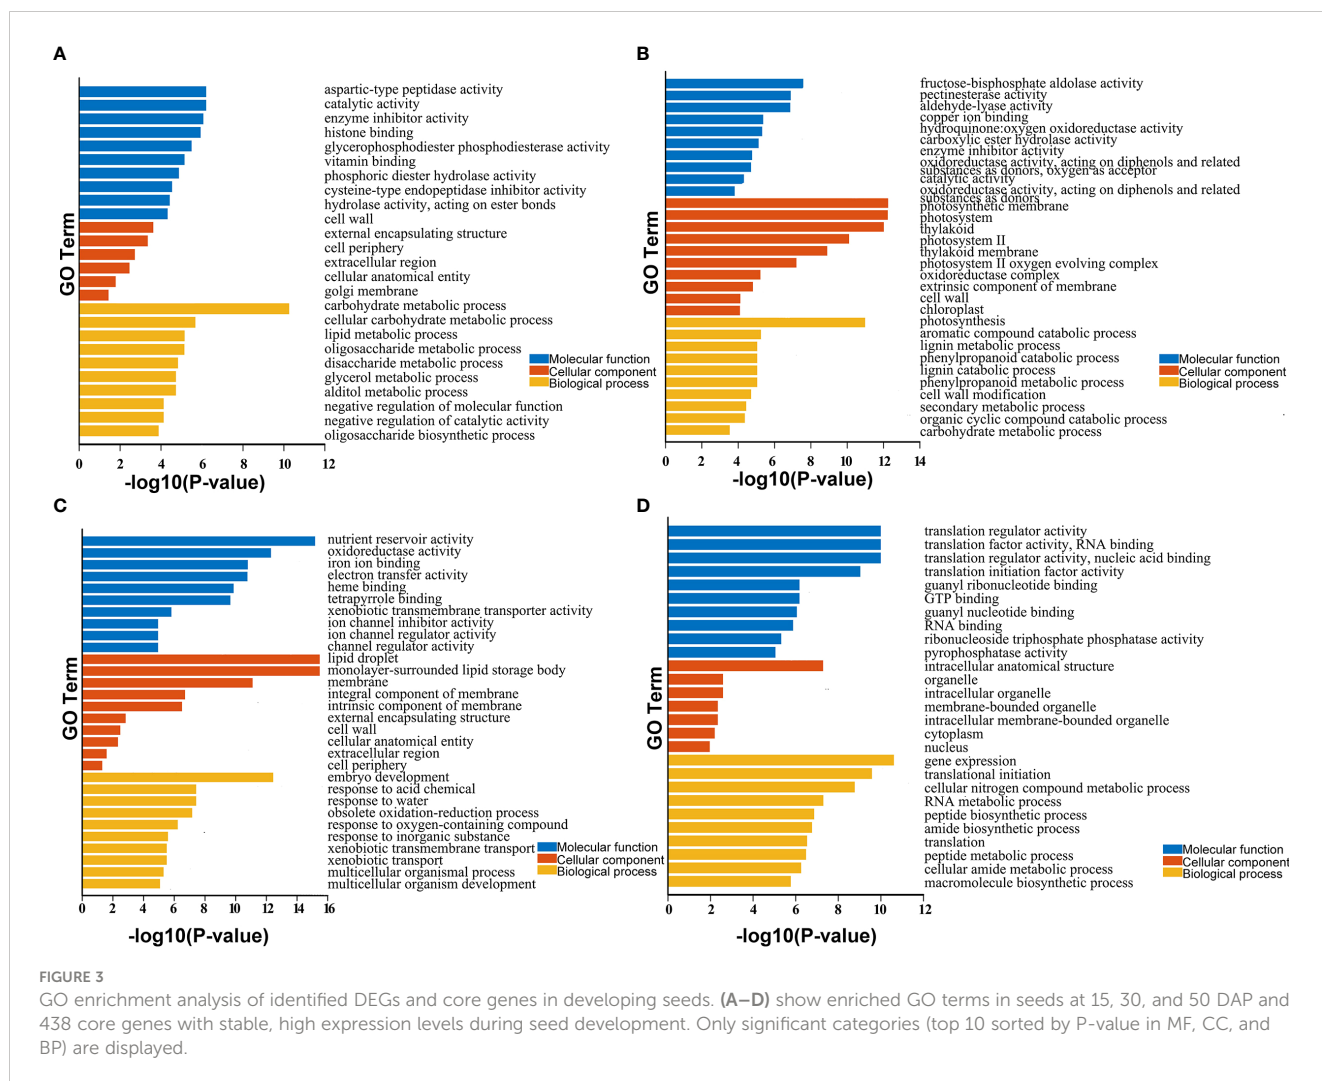 A
GO Term
aspartic-type peptidase activity
catalytic activity
enzyme inhibitor activity
histone binding
glycerophosphodiester phosphodiesterase activity
vitamin binding
phosphoric diester hydrolase activity
cysteine-type endopeptidase inhibitor activity
hydrolase activity, acting on ester bonds
cell wall
external encapsulating structure
cell periphery
extracellular region
cellular anatomical entity
golgi membrane
carbohydrate metabolic process
cellular carbohydrate metabolic process
lipid metabolic process
oligosaccharide metabolic process
disaccharide metabolic process
glycerol metabolic process
alditol metabolic process
negative regulation of molecular function
negative regulation of catalytic activity
oligosaccharide biosynthetic process
Molecular function
Cellular component
Biological process
0 2 4 6 8 10 12
-log10(P-value)
B
GO Term
fructose-bisphosphate aldolase activity
pectinesterase activity
aldehyde-lyase activity
copper ion binding
hydroquinone:oxygen oxidoreductase activity
carboxylic ester hydrolase activity
enzyme inhibitor activity
oxidoreductase activity, acting on diphenols and related
substances as donors, oxygen as acceptor
catalytic activity
oxidoreductase activity, acting on diphenols and related
substances as donors
photosynthetic membrane
photosystem
thylakoid
photosystem II
thylakoid membrane
photosystem II oxygen evolving complex
oxidoreductase complex
extrinsic component of membrane
cell wall
chloroplast
photosynthesis
aromatic compound catabolic process
lignin metabolic process
phenylpropanoid catabolic process
lignin catabolic process
phenylpropanoid metabolic process
cell wall modification
secondary metabolic process
organic cyclic compound catabolic process
carbohydrate metabolic process
Molecular function
Cellular component
Biological process
0 2 4 6 8 10 12 14
-log10(P-value)
C
GO Term
nutrient reservoir activity
oxidoreductase activity
iron ion binding
electron transfer activity
heme binding
tetrapyrrole binding
xenobiotic transmembrane transporter activity
ion channel inhibitor activity
ion channel regulator activity
channel regulator activity
lipid droplet
monolayer-surrounded lipid storage body
membrane
integral component of membrane
intrinsic component of membrane
external encapsulating structure
cell wall
cellular anatomical entity
extracellular region
cell periphery
embryo development
response to acid chemical
response to water
obsolete oxidation-reduction process
response to oxygen-containing compound
response to inorganic substance
xenobiotic transmembrane transport
xenobiotic transport
multicellular organismal process
multicellular organism development
Molecular function
Cellular component
Biological process
0 2 4 6 8 10 12 14 16
-log10(P-value)
D
GO Term
translation regulator activity
translation factor activity, RNA binding
translation regulator activity, nucleic acid binding
translation initiation factor activity
guanyl ribonucleotide binding
GTP binding
guanyl nucleotide binding
RNA binding
ribonucleoside triphosphate phosphatase activity
pyrophosphatase activity
intracellular anatomical structure
organelle
intracellular organelle
membrane-bounded organelle
intracellular membrane-bounded organelle
cytoplasm
nucleus
gene expression
translational initiation
cellular nitrogen compound metabolic process
RNA metabolic process
peptide biosynthetic process
amide biosynthetic process
translation
peptide metabolic process
cellular amide metabolic process
macromolecule biosynthetic process
Molecular function
Cellular component
Biological process
0 2 4 6 8 10 12
-log10(P-value)
FIGURE 3
GO enrichment analysis of identified DEGs and core genes in developing seeds. (A–D) show enriched GO terms in seeds at 15, 30, and 50 DAP and
438 core genes with stable, high expression levels during seed development. Only significant categories (top 10 sorted by P-value in MF, CC, and
BP) are displayed.